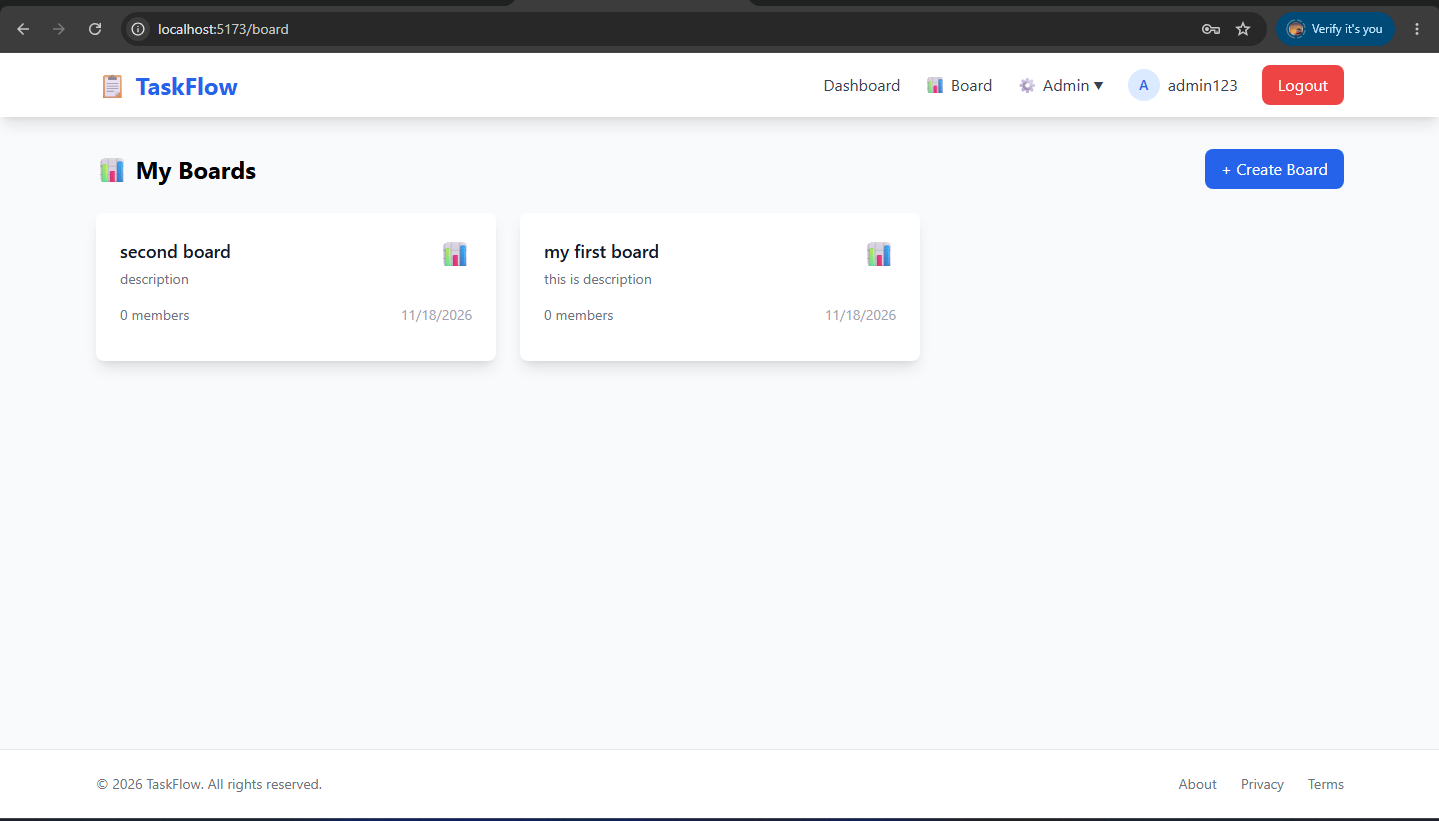 localhost:5173/board
Verify it's you
TaskFlow
Dashboard
Board
Admin ▼
A
admin123
Logout
My Boards
+ Create Board
second board
description
0 members
11/18/2026
my first board
this is description
0 members
11/18/2026
© 2026 TaskFlow. All rights reserved.
About
Privacy
Terms